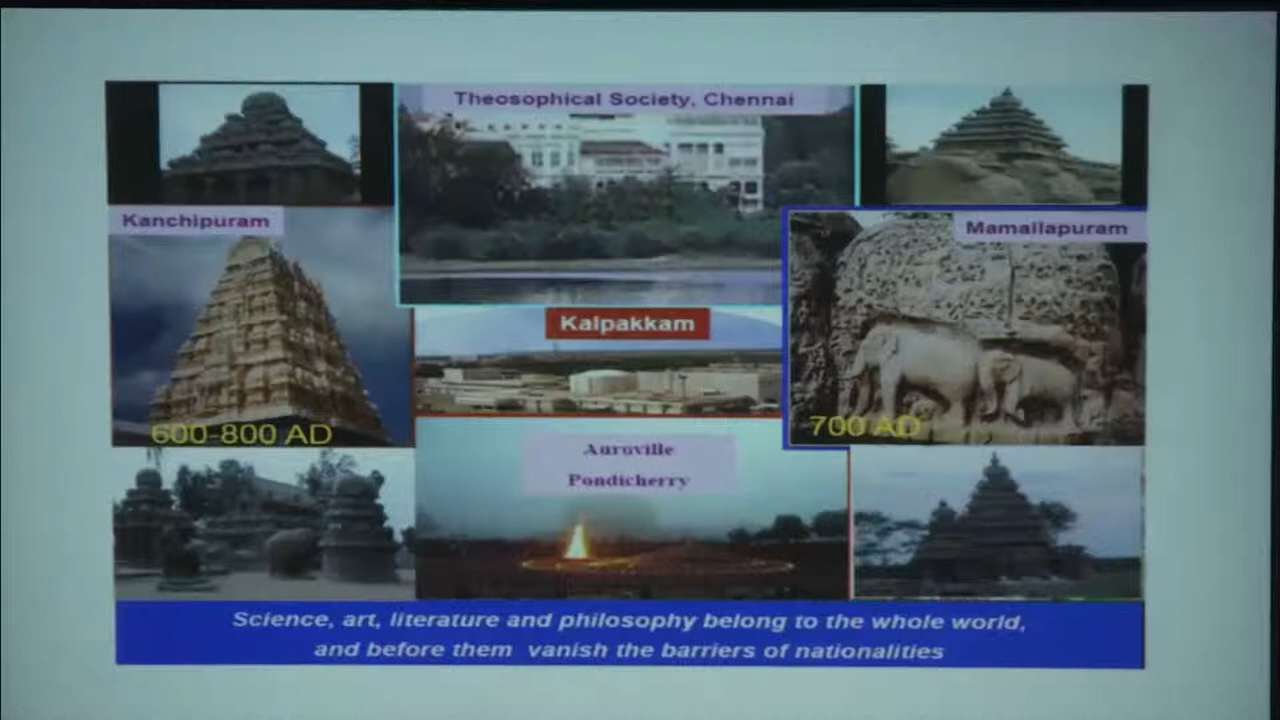 Theosophical Society, Chennai
Kanchipuram
Mamallapuram
Kalpakkam
600-800 AD
700 AD
Auroville
Pondicherry
Science, art, literature and philosophy belong to the whole world,
and before them vanish the barriers of nationalities